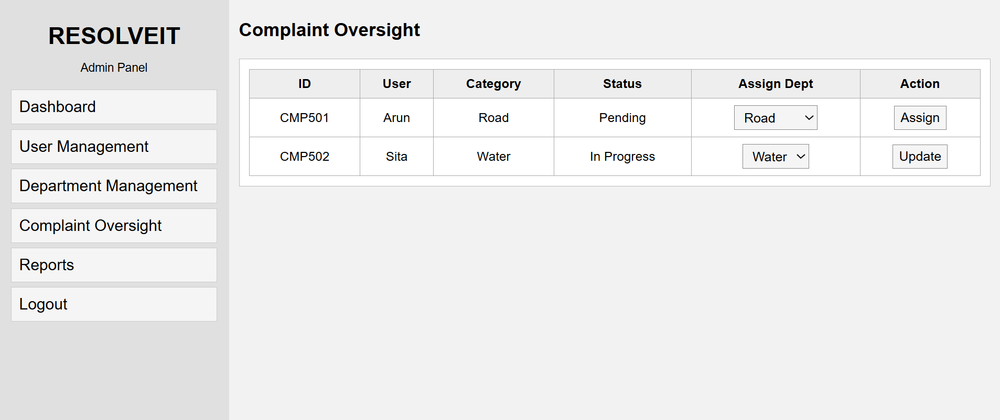 RESOLVEIT
Admin Panel
Dashboard
User Management
Department Management
Complaint Oversight
Reports
Logout
Complaint Oversight
ID User Category Status Assign Dept Action
CMP501 Arun Road Pending Road Assign
CMP502 Sita Water In Progress Water Update